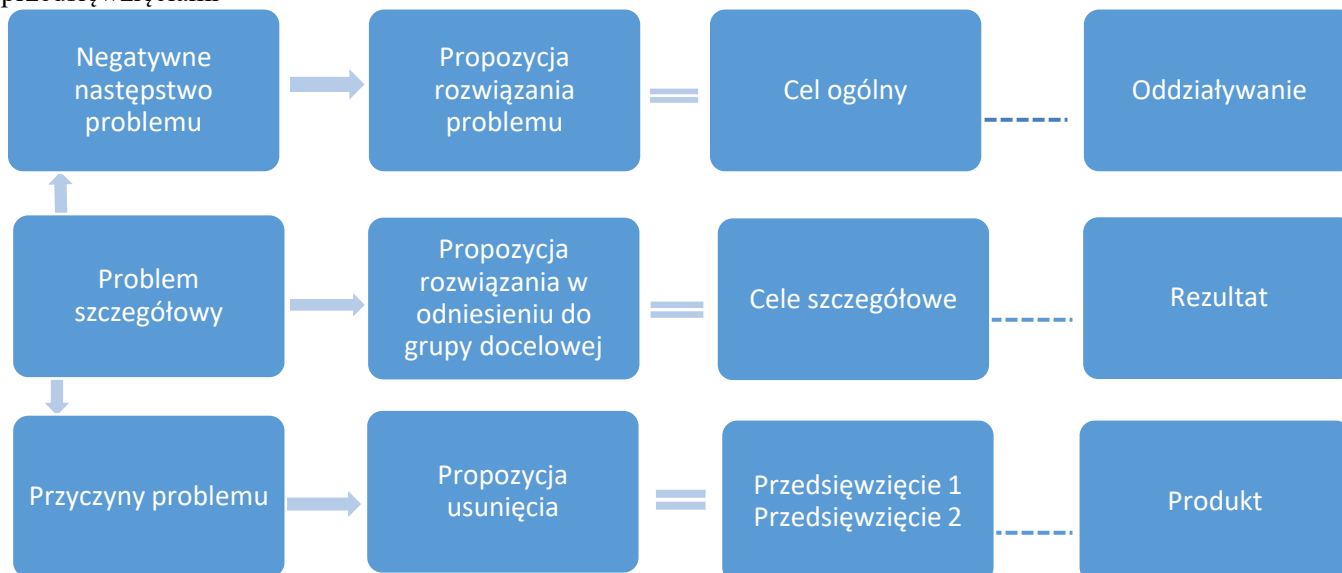 przedsięwzięciami
Negatywne
następstwo
problemu
Propozycja
rozwiązania
problemu
Cel ogólny
Oddziaływanie
Problem
szczegółowy
Propozycja
rozwiązania w
odniesieniu do
grupy docelowej
Cele szczegółowe
Rezultat
Przyczyny problemu
Propozycja
usunięcia
Przedsięwzięcie 1
Przedsięwzięcie 2
Produkt